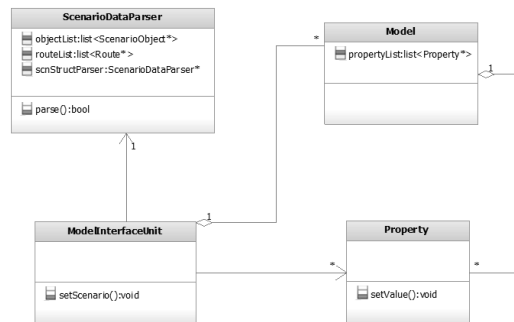 ScenarioDataParser
objectList:list<ScenarioObject*>
routeList:list<Route*>
scnStructParser:ScenarioDataParser*
parse():bool
1
Model
propertyList:list<Property*>
*
1
ModelInterfaceUnit
setScenario():void
1
*
Property
setValue():void
*